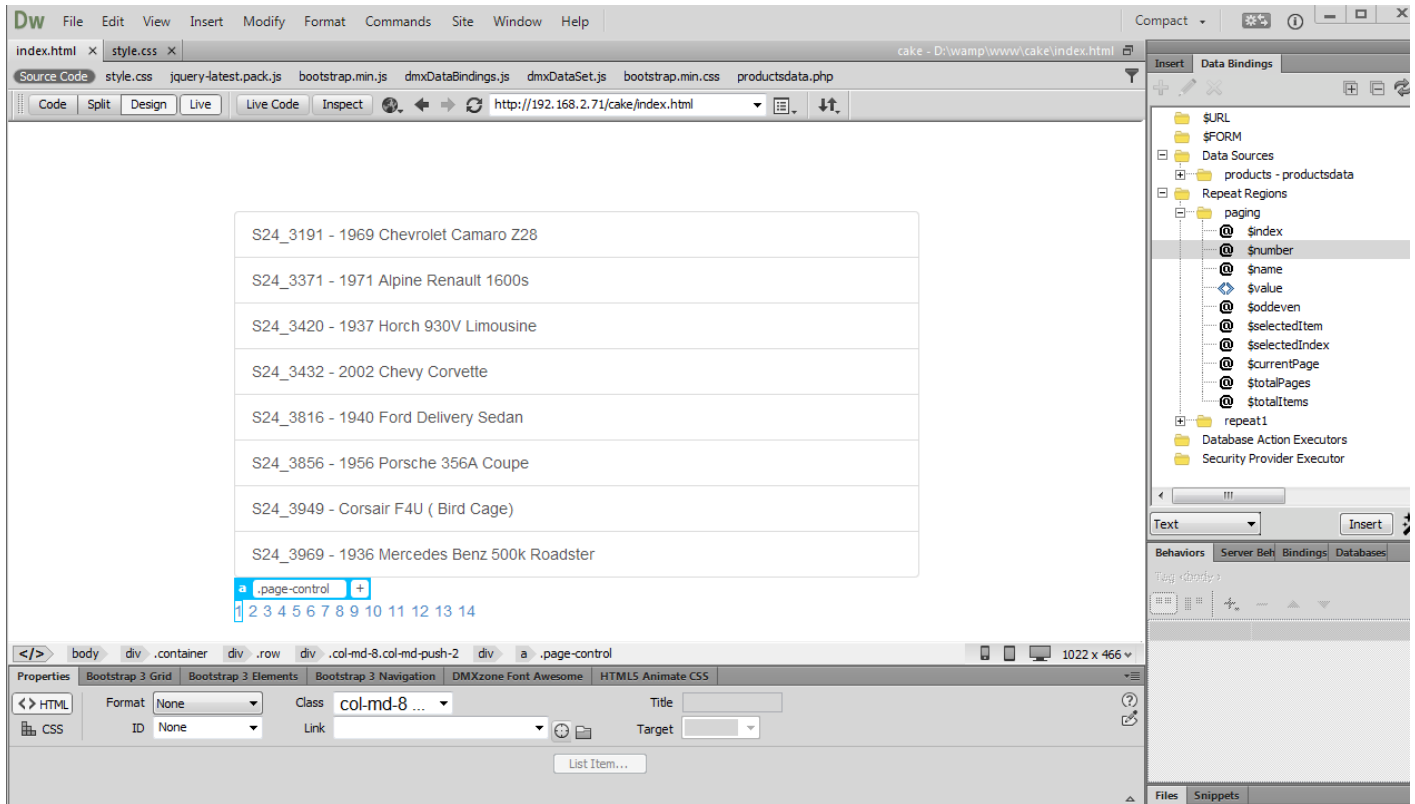 Dw File Edit View Insert Modify Format Commands Site Window Help Compact
index.html × style.css × cake - D:\wamp\www\cake\index.html
Source Code style.css jquery-latest.pack.js bootstrap.min.js dmxDataBindings.js dmxDataSet.js bootstrap.min.css productsdata.php
Code Split Design Live Live Code Inspect http://192.168.2.71/cake/index.html
S24_3191 - 1969 Chevrolet Camaro Z28
S24_3371 - 1971 Alpine Renault 1600s
S24_3420 - 1937 Horch 930V Limousine
S24_3432 - 2002 Chevy Corvette
S24_3816 - 1940 Ford Delivery Sedan
S24_3856 - 1956 Porsche 356A Coupe
S24_3949 - Corsair F4U ( Bird Cage)
S24_3969 - 1936 Mercedes Benz 500k Roadster
a .page-control +
1 2 3 4 5 6 7 8 9 10 11 12 13 14
</> body div .container div .row div .col-md-8.col-md-push-2 div a .page-control 1022 x 466
Properties Bootstrap 3 Grid Bootstrap 3 Elements Bootstrap 3 Navigation DMXzone Font Awesome HTML5 Animate CSS
<> HTML Format None Class col-md-8 ... Title
CSS ID None Link Target
List Item...
Insert Data Bindings
$URL
$FORM
Data Sources
products - productsdata
Repeat Regions
paging
@ $index
@ $number
@ $name
<> $value
@ $oddeven
@ $selectedItem
@ $selectedIndex
@ $currentPage
@ $totalPages
@ $totalItems
repeat1
Database Action Executors
Security Provider Executor
Text Insert
Behaviors Server Beh Bindings Databases
Tag <body>
Files Snippets